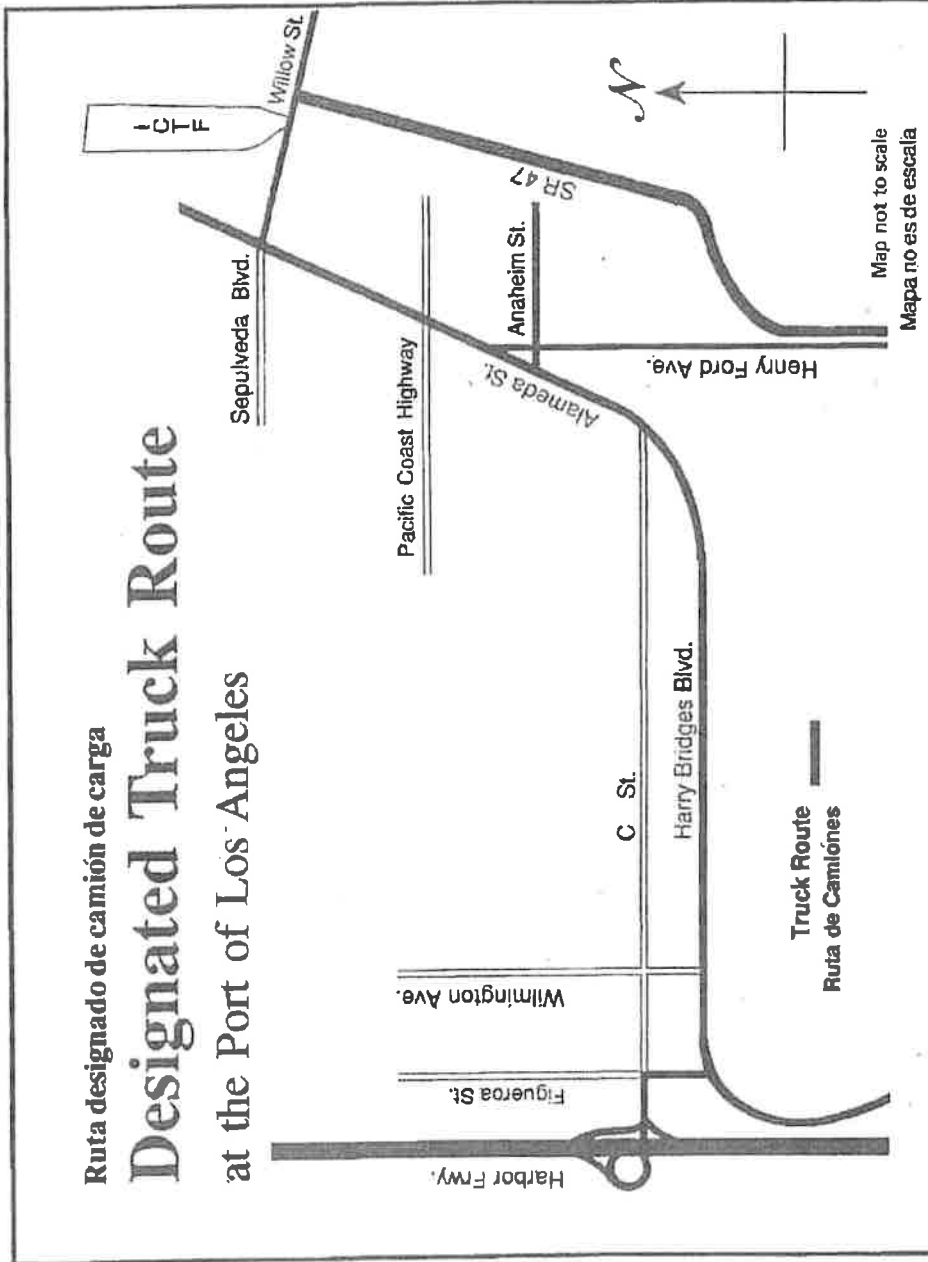 Ruta designado de camión de carga
Designated Truck Route
at the Port of Los Angeles
I
C
T
F
Willow St.
Sepulveda Blvd.
Pacific Coast Highway
SR 47
Anaheim St.
Alameda St.
Henry Ford Ave.
N
Harbor Frwy.
Figueroa St.
Wilmington Ave.
C St.
Harry Bridges Blvd.
Truck Route
Ruta de Camiónes
Map not to scale
Mapa no es de escala